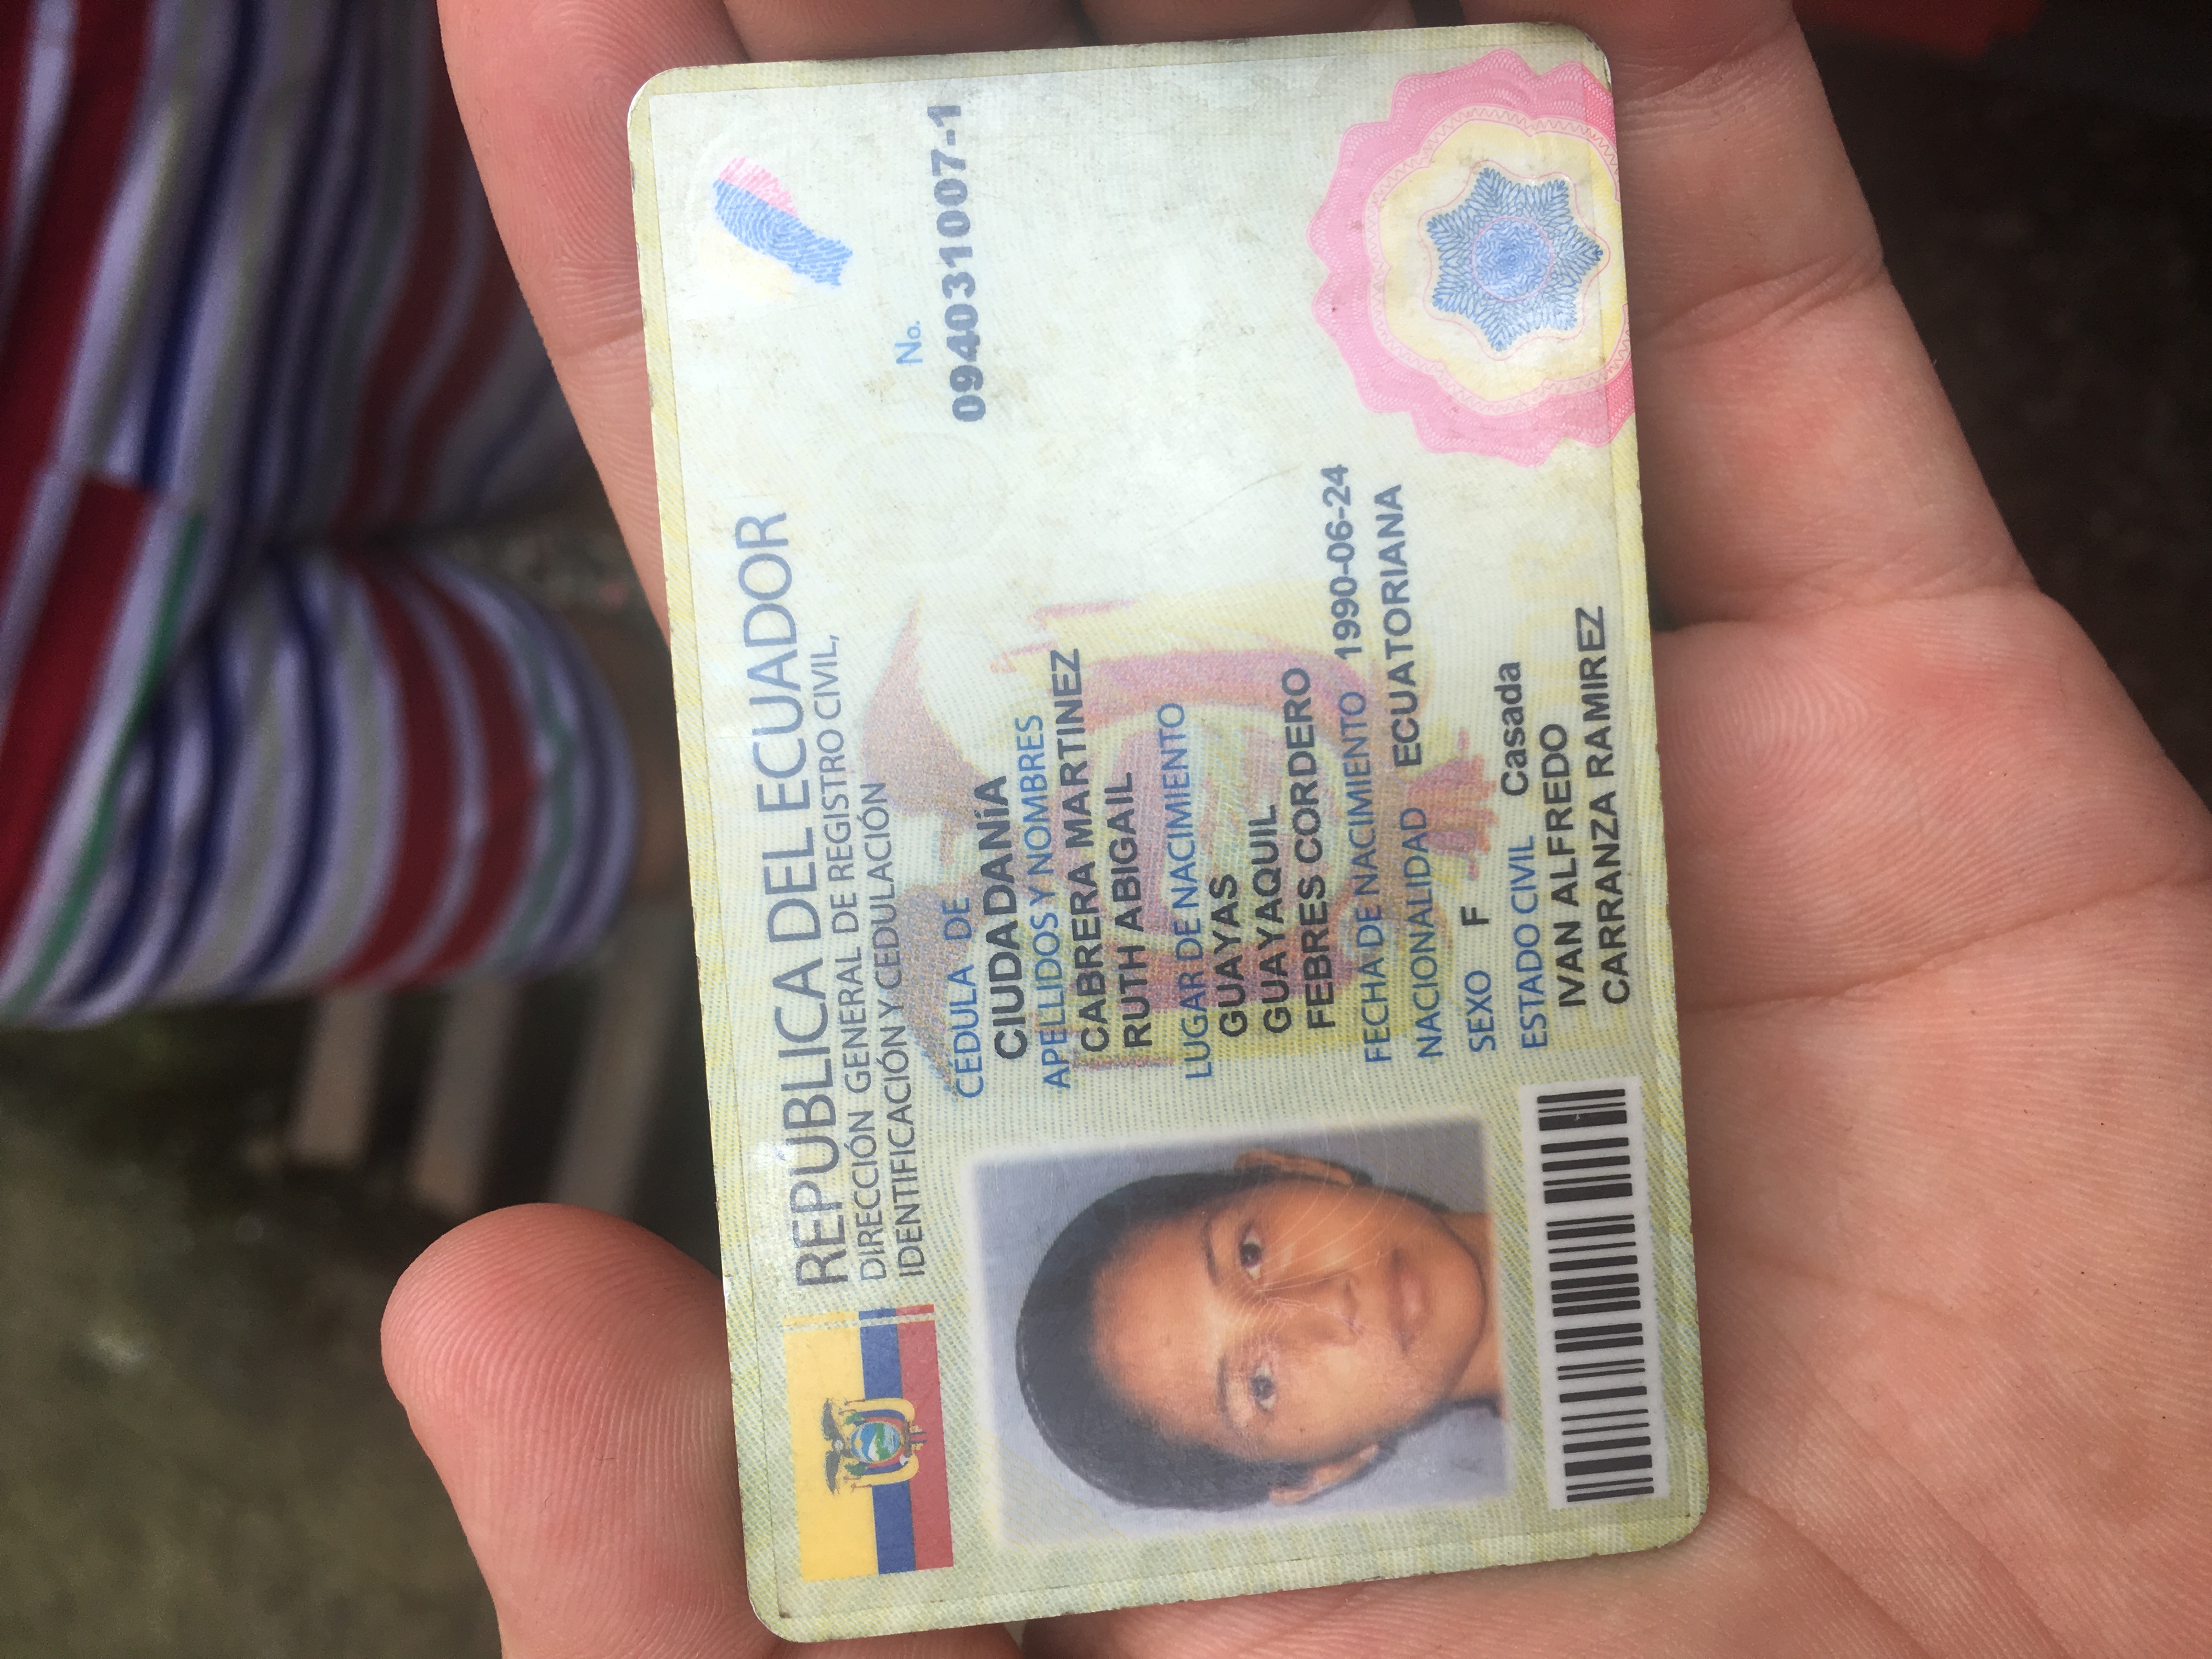 REPÚBLICA DEL ECUADOR
DIRECCIÓN GENERAL DE REGISTRO CIVIL,
IDENTIFICACIÓN Y CEDULACIÓN
CÉDULA DE
CIUDADANíA
No.
094031007-1
APELLIDOS Y NOMBRES
CABRERA MARTINEZ
RUTH ABIGAIL
LUGAR DE NACIMIENTO
GUAYAS
GUAYAQUIL
FEBRES CORDERO
FECHA DE NACIMIENTO 1990-06-24
NACIONALIDAD ECUATORIANA
SEXO F
ESTADO CIVIL Casada
IVAN ALFREDO
CARRANZA RAMIREZ